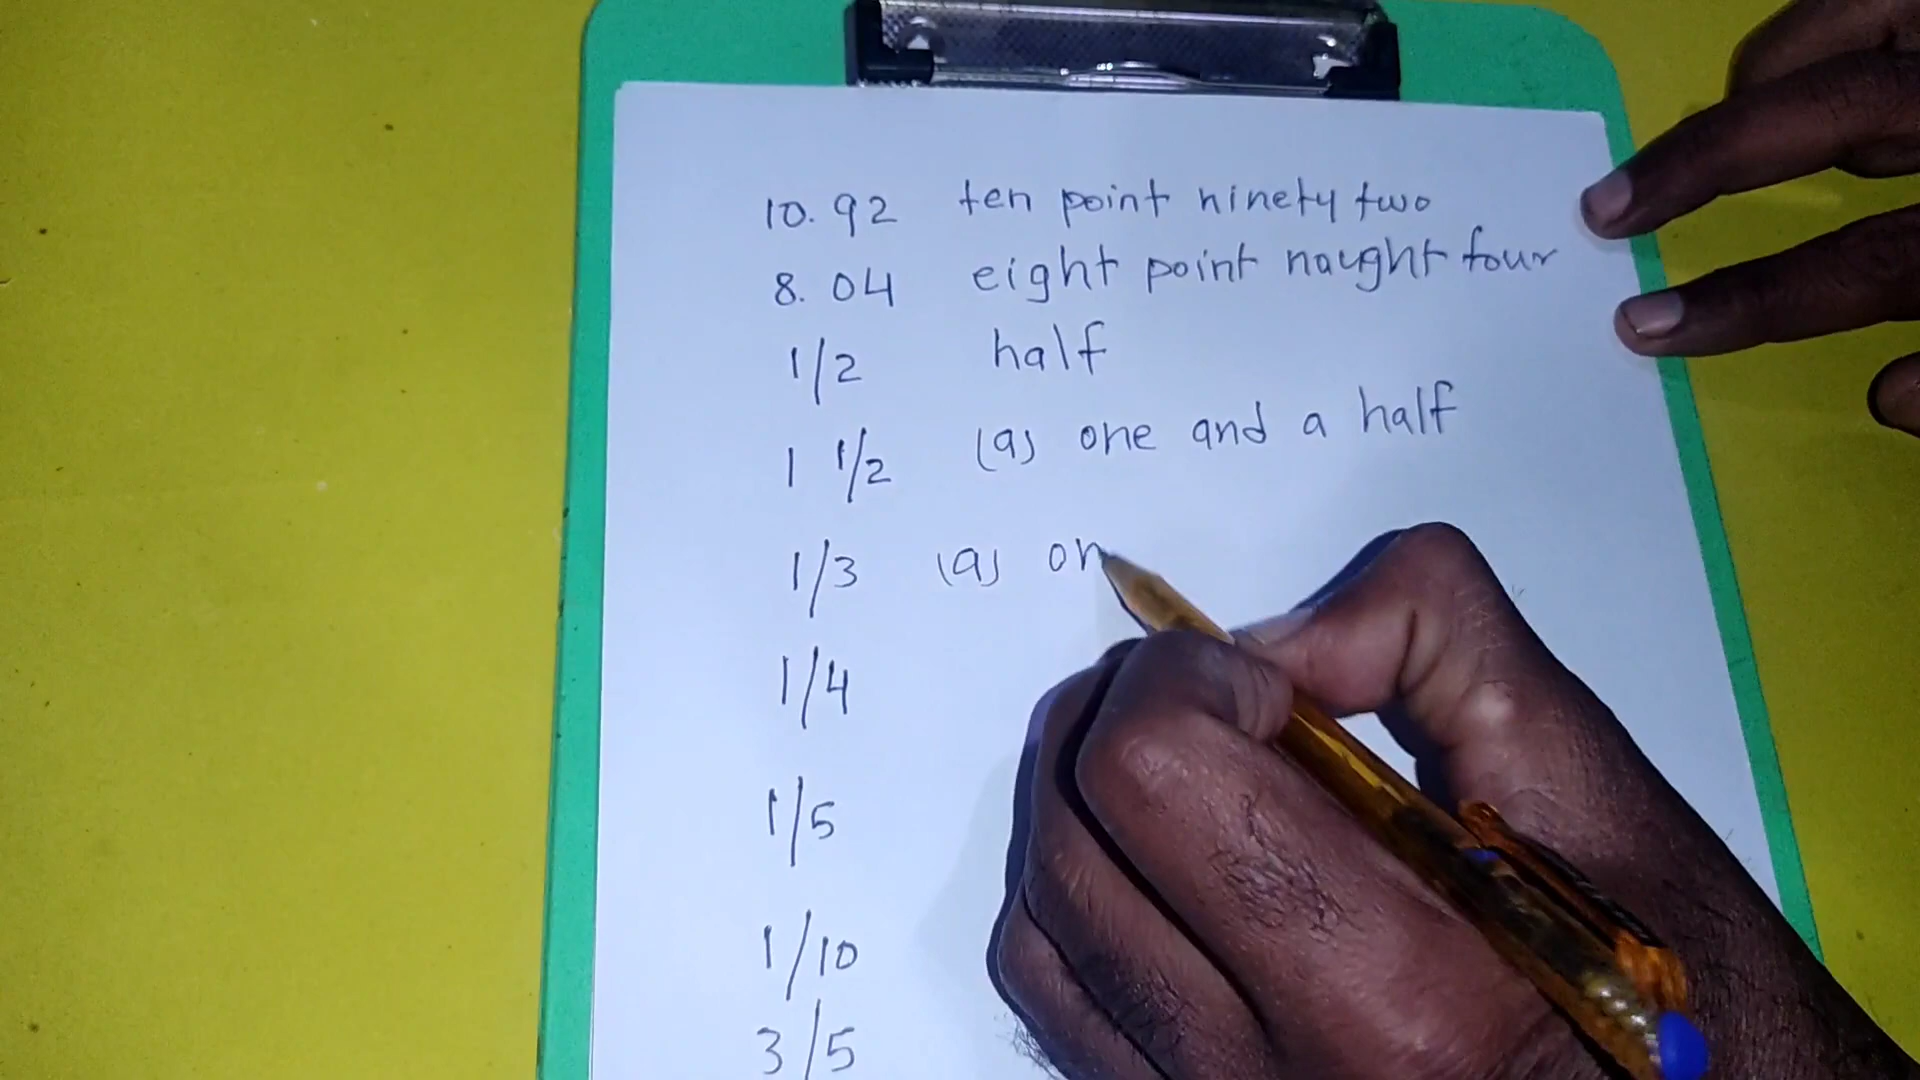 10.92 ten point ninety two
8.04 eight point naught four
1/2 half
1 1/2 (a) one and a half
1/3 (a) on
1/4
1/5
1/10
3/5